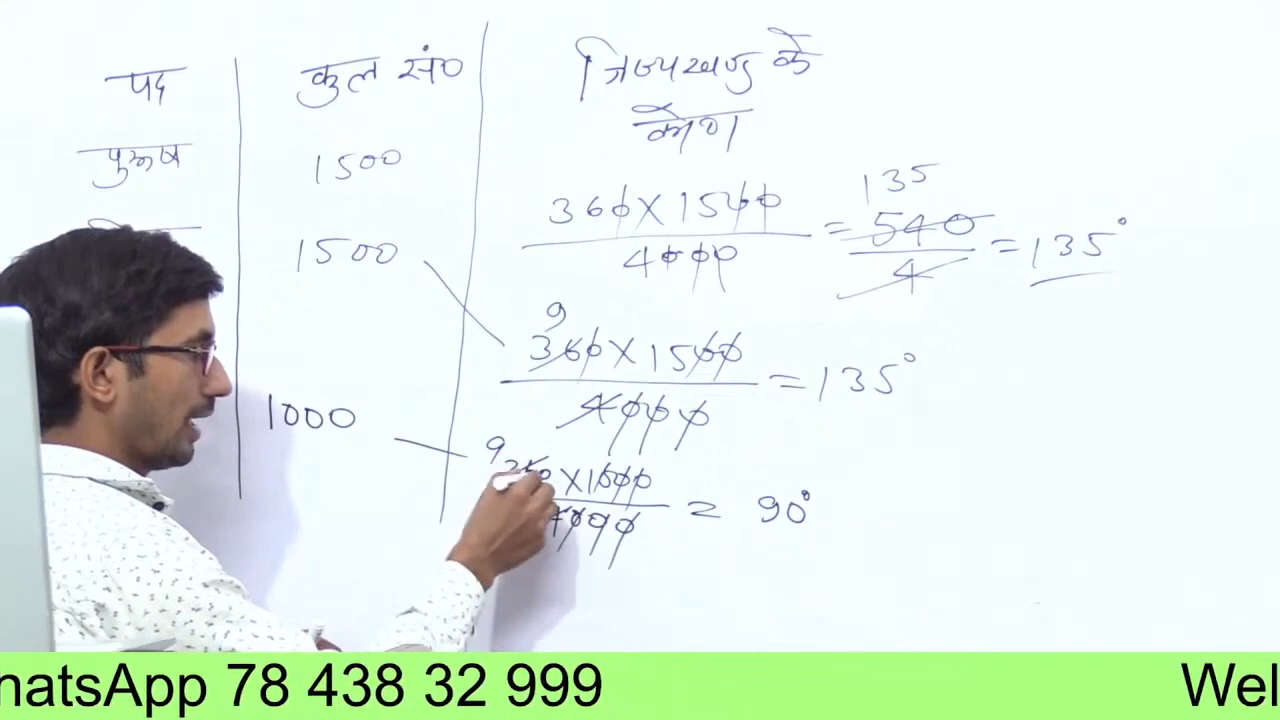 पद कुल सं० त्रिज्यखण्ड के
कोण
पुरूष 1500
360 X 1500 / 4000 = 135 540 / 4 = 135°
1500
9
360 X 1500 / 4000 = 135°
1000
9
X 1000 / 4000 = 90°
hatsApp 78 438 32 999 Wel